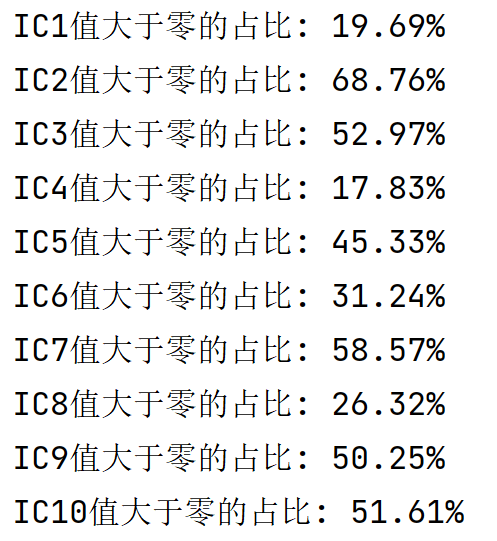 IC1值大于零的占比: 19.69%
IC2值大于零的占比: 68.76%
IC3值大于零的占比: 52.97%
IC4值大于零的占比: 17.83%
IC5值大于零的占比: 45.33%
IC6值大于零的占比: 31.24%
IC7值大于零的占比: 58.57%
IC8值大于零的占比: 26.32%
IC9值大于零的占比: 50.25%
IC10值大于零的占比: 51.61%